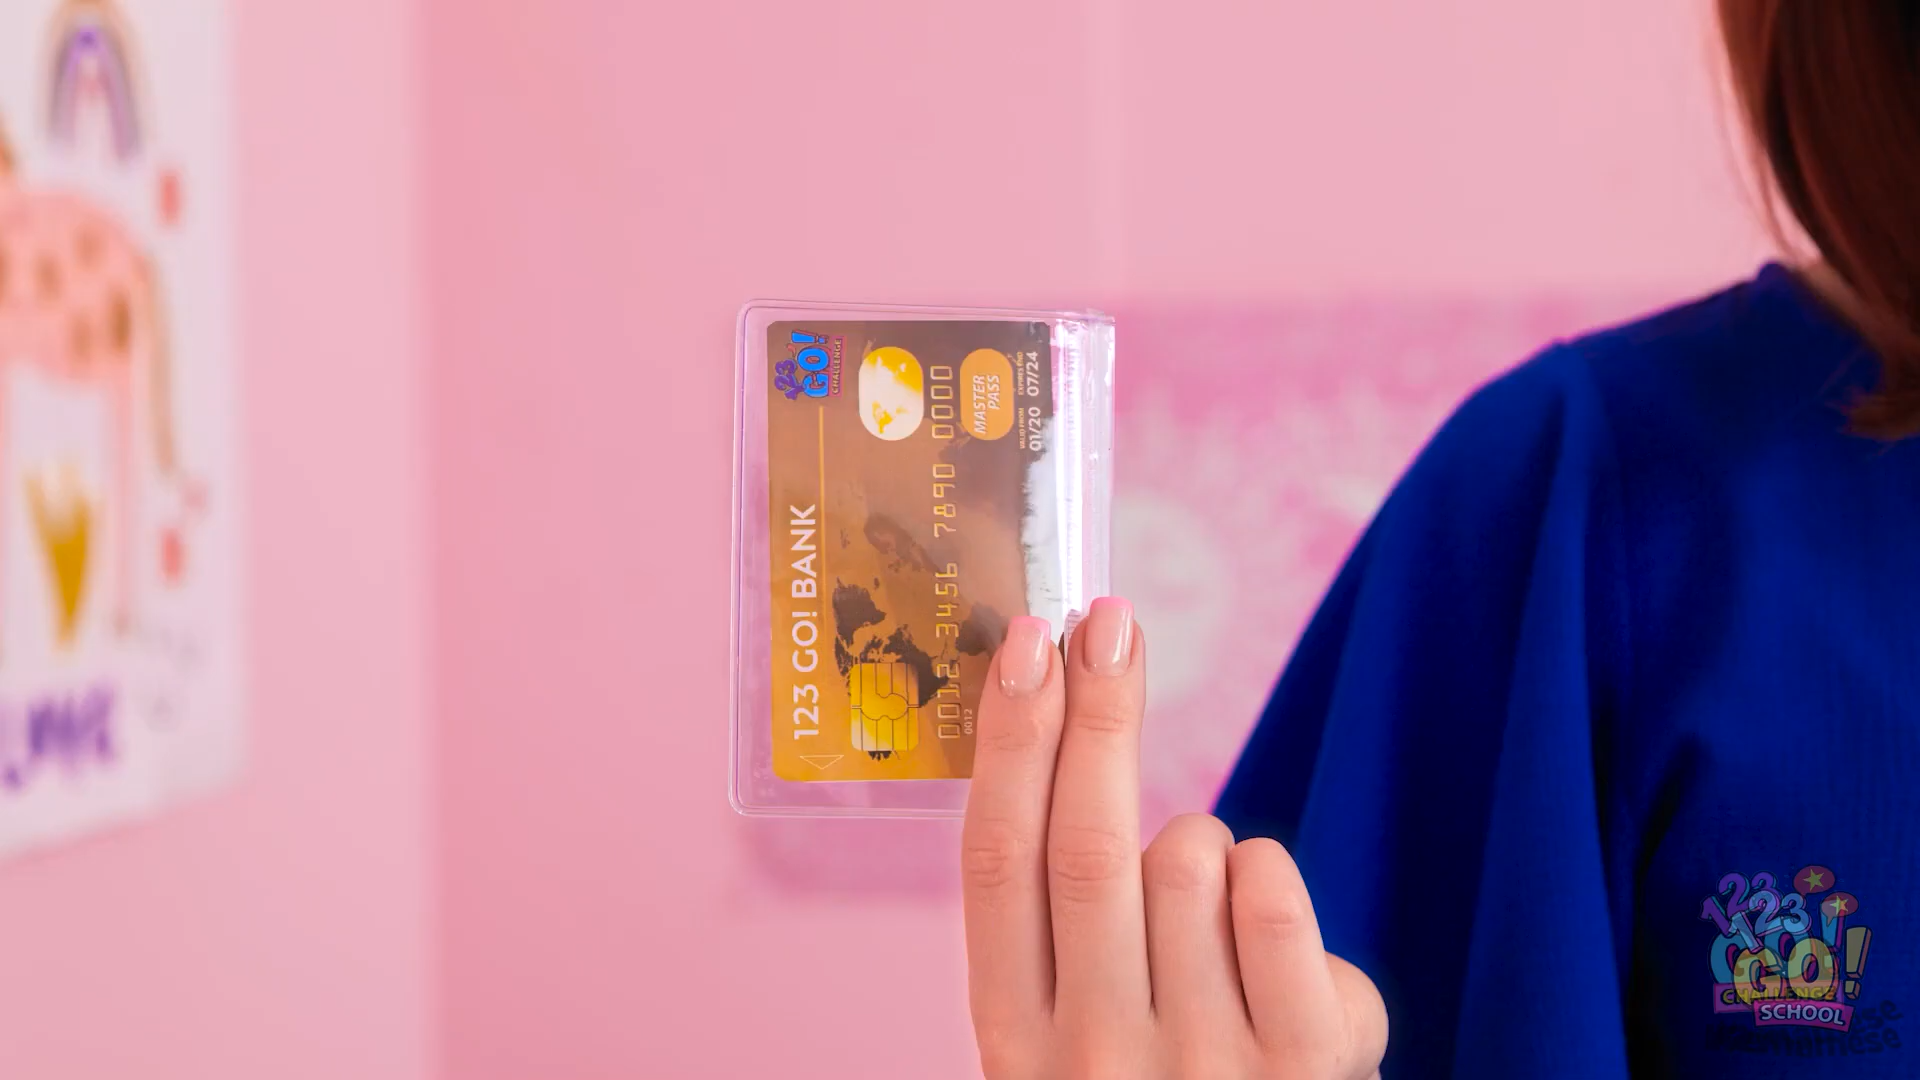 123 GO! BANK
123
GO!
CHALLENGE
0012 3456 7890 0000
0012
MASTER
PASS
VALID FROM
01/20
EXPIRES END
07/24
123
GO!
CHALLENGE
SCHOOL